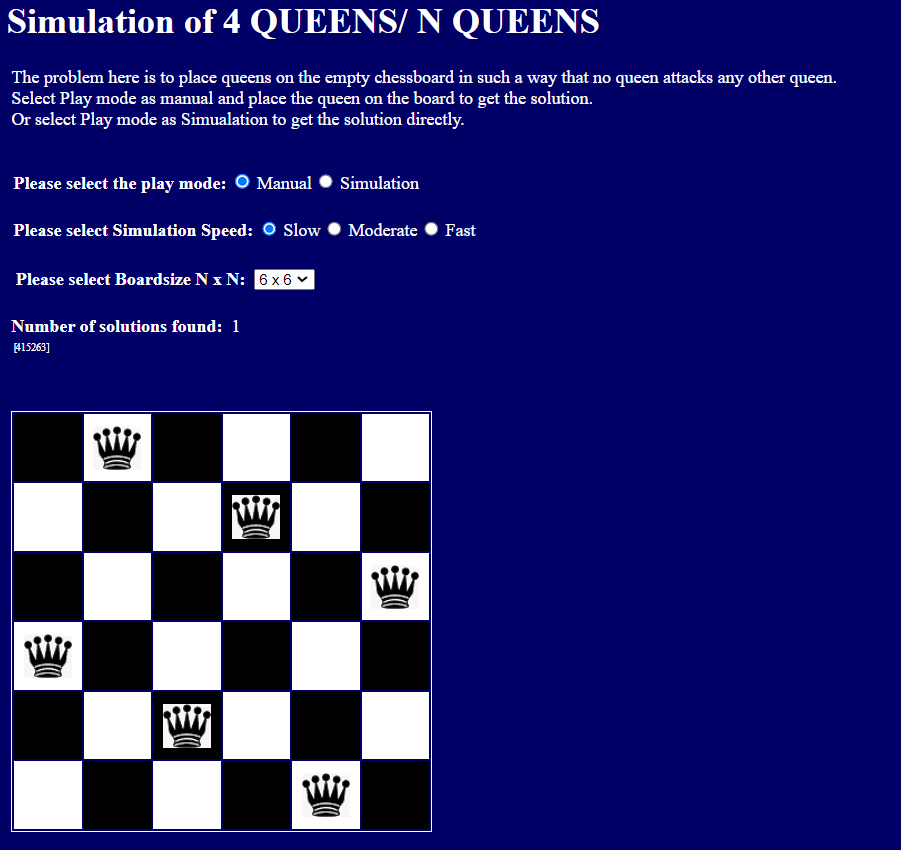 Simulation of 4 QUEENS/ N QUEENS
The problem here is to place queens on the empty chessboard in such a way that no queen attacks any other queen.
Select Play mode as manual and place the queen on the board to get the solution.
Or select Play mode as Simualation to get the solution directly.
Please select the play mode: Manual Simulation
Please select Simulation Speed: Slow Moderate Fast
Please select Boardsize N x N: 6 x 6
Number of solutions found: 1
[415263]